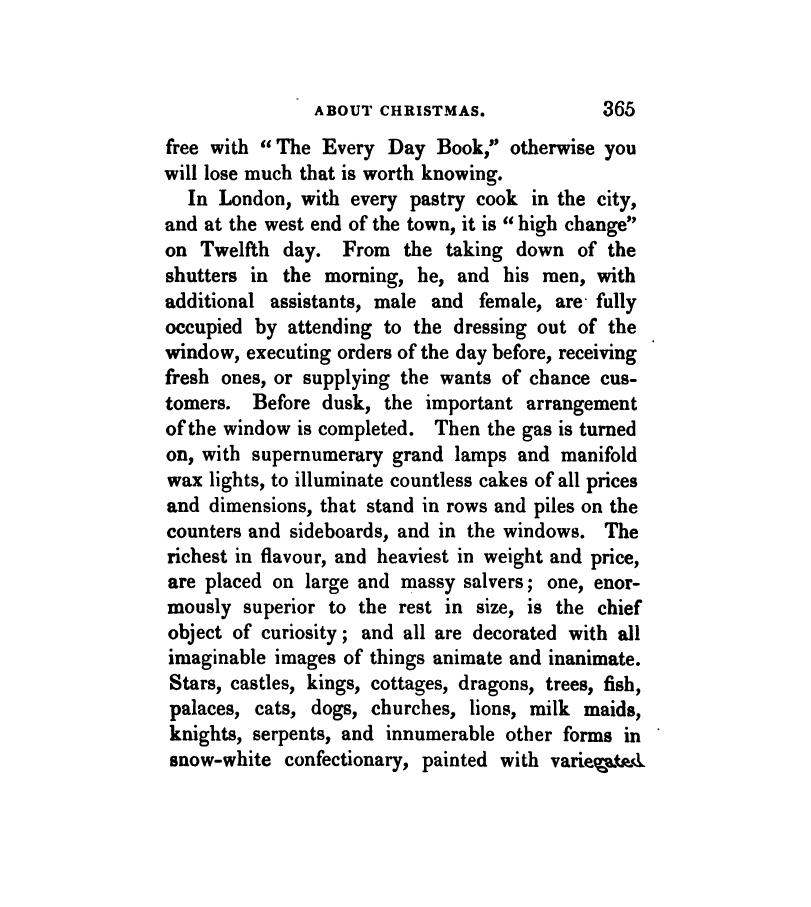 ABOUT CHRISTMAS. 365
free with “The Every Day Book,” otherwise you
will lose much that is worth knowing.
In London, with every pastry cook in the city,
and at the west end of the town, it is “high change”
on Twelfth day. From the taking down of the
shutters in the morning, he, and his men, with
additional assistants, male and female, are fully
occupied by attending to the dressing out of the
window, executing orders of the day before, receiving
fresh ones, or supplying the wants of chance cus-
tomers. Before dusk, the important arrangement
of the window is completed. Then the gas is turned
on, with supernumerary grand lamps and manifold
wax lights, to illuminate countless cakes of all prices
and dimensions, that stand in rows and piles on the
counters and sideboards, and in the windows. The
richest in flavour, and heaviest in weight and price,
are placed on large and massy salvers; one, enor-
mously superior to the rest in size, is the chief
object of curiosity; and all are decorated with all
imaginable images of things animate and inanimate.
Stars, castles, kings, cottages, dragons, trees, fish,
palaces, cats, dogs, churches, lions, milk maids,
knights, serpents, and innumerable other forms in
snow-white confectionary, painted with variegated